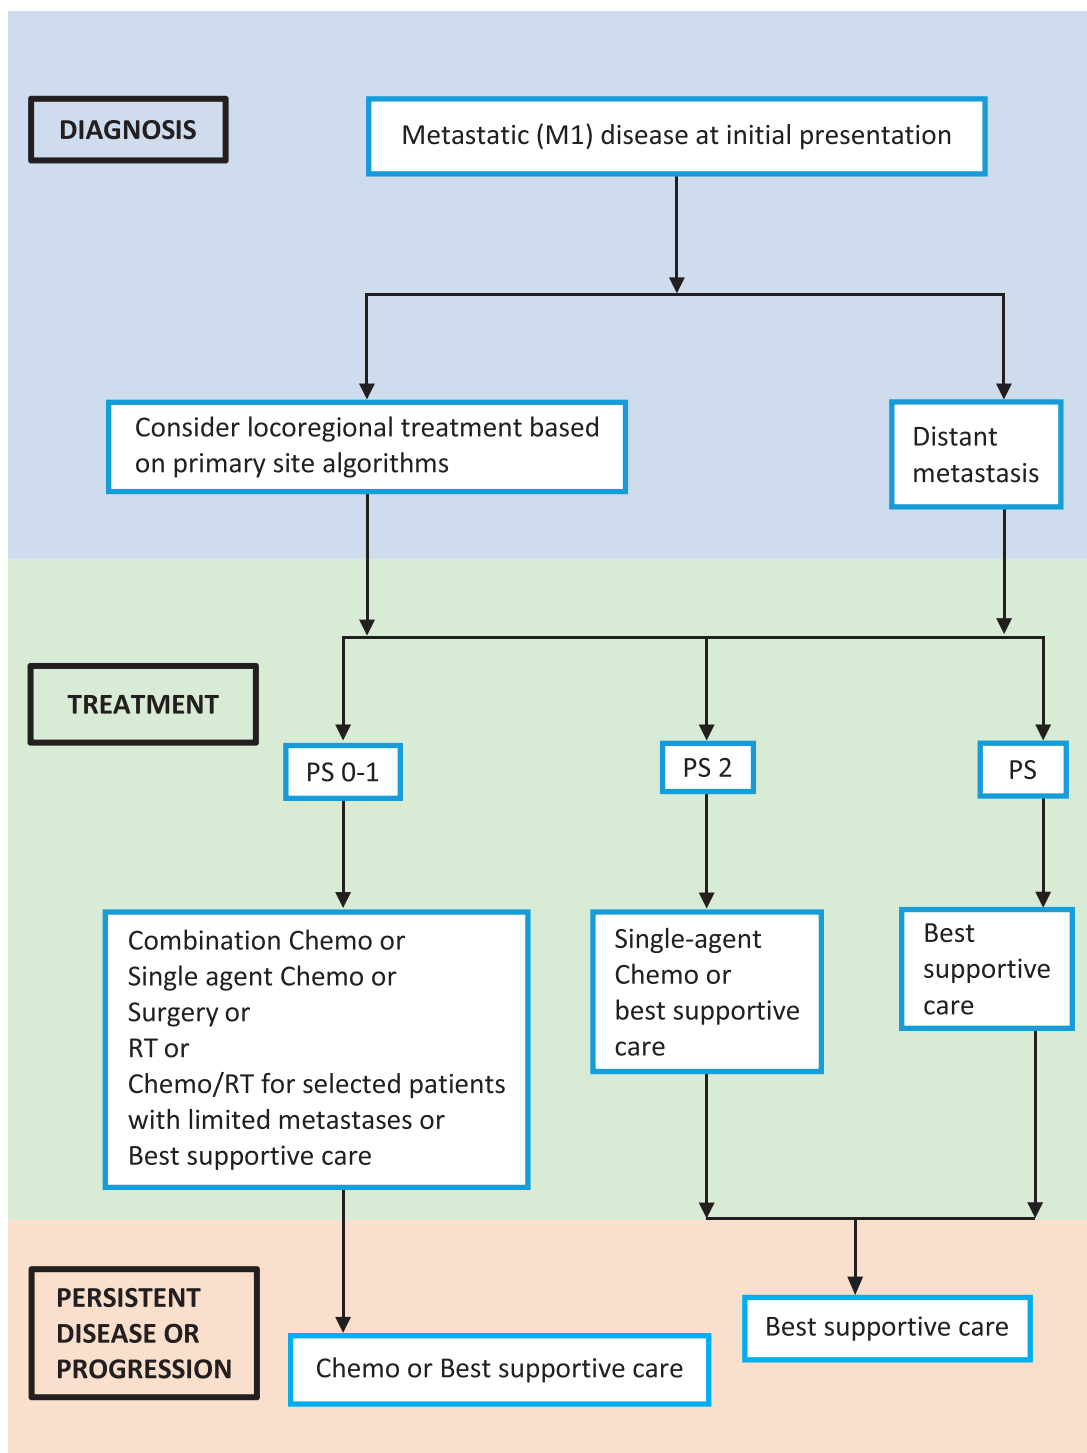 DIAGNOSIS
Metastatic (M1) disease at initial presentation
Consider locoregional treatment based
on primary site algorithms
Distant
metastasis
TREATMENT
PS 0-1
PS 2
PS
Combination Chemo or
Single agent Chemo or
Surgery or
RT or
Chemo/RT for selected patients
with limited metastases or
Best supportive care
Single-agent
Chemo or
best supportive
care
Best
supportive
care
PERSISTENT
DISEASE OR
PROGRESSION
Chemo or Best supportive care
Best supportive care